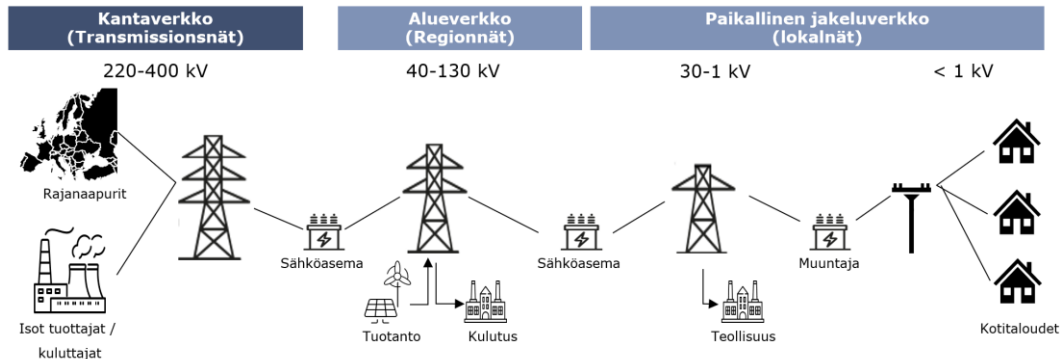 Kantaverkko
(Transmissionsnät)
Alueverkko
(Regionnät)
Paikallinen jakeluverkko
(lokalnät)
220-400 kV
40-130 kV
30-1 kV
< 1 kV
Rajanaapurit
Sähköasema
Sähköasema
Muuntaja
Isot tuottajat /
kuluttajat
Tuotanto
Kulutus
Teollisuus
Kotitaloudet